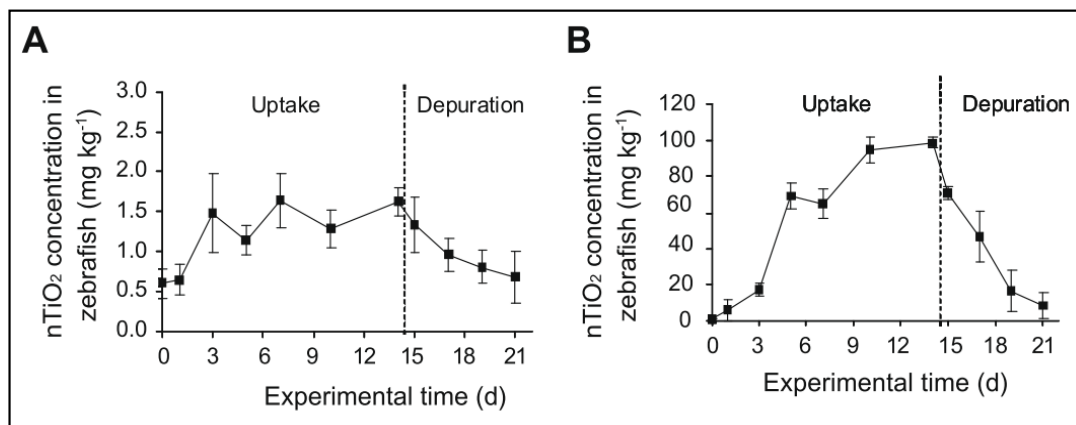 A
nTiO₂ concentration in
zebrafish (mg kg⁻¹)
3.0
2.5
2.0
1.5
1.0
0.5
0.0
Uptake
Depuration
0 3 6 9 12 15 18 21
Experimental time (d)
B
nTiO₂ concentration in
zebrafish (mg kg⁻¹)
120
100
80
60
40
20
0
Uptake
Depuration
0 3 6 9 12 15 18 21
Experimental time (d)